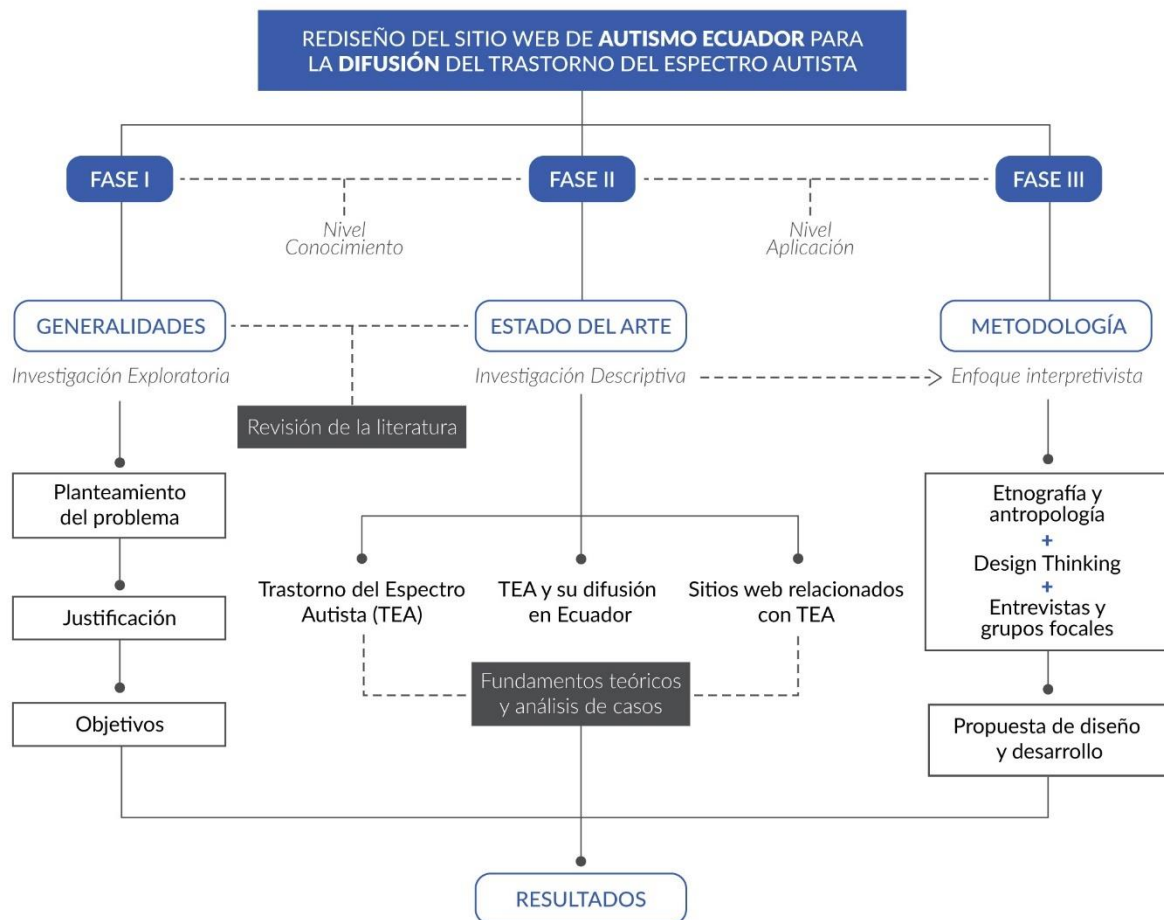 REDISEÑO DEL SITIO WEB DE AUTISMO ECUADOR PARA
LA DIFUSIÓN DEL TRASTORNO DEL ESPECTRO AUTISTA
FASE I
FASE II
FASE III
Nivel
Conocimiento
Nivel
Aplicación
GENERALIDADES
ESTADO DEL ARTE
METODOLOGÍA
Investigación Exploratoria
Investigación Descriptiva
Enfoque interpretivista
Revisión de la literatura
Planteamiento
del problema
Justificación
Objetivos
Trastorno del Espectro
Autista (TEA)
TEA y su difusión
en Ecuador
Sitios web relacionados
con TEA
Fundamentos teóricos
y análisis de casos
Etnografía y
antropología
+
Design Thinking
+
Entrevistas y
grupos focales
Propuesta de diseño
y desarrollo
RESULTADOS